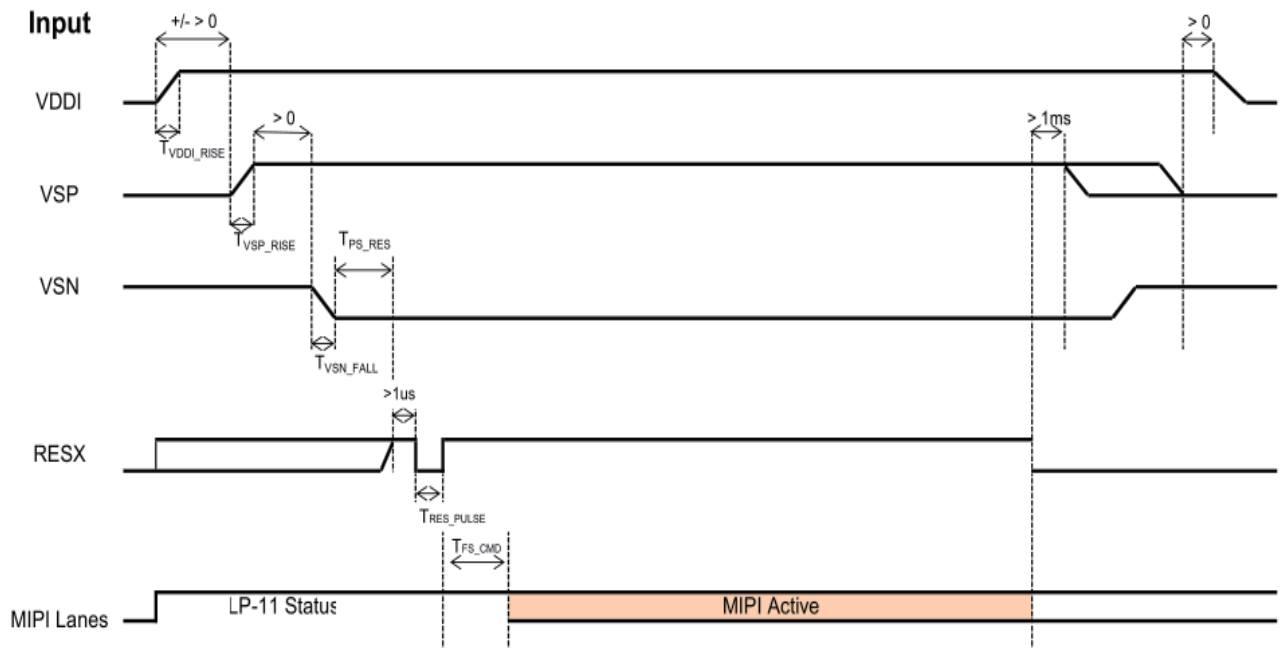 Input
+/- > 0
> 0
VDDI
> 0
> 1ms
TVDDI_RISE
VSP
TVSP_RISE
TPS_RES
VSN
TVSN_FALL
>1us
RESX
TRES_PULSE
TFS_CMD
MIPI Lanes
LP-11 Status
MIPI Active